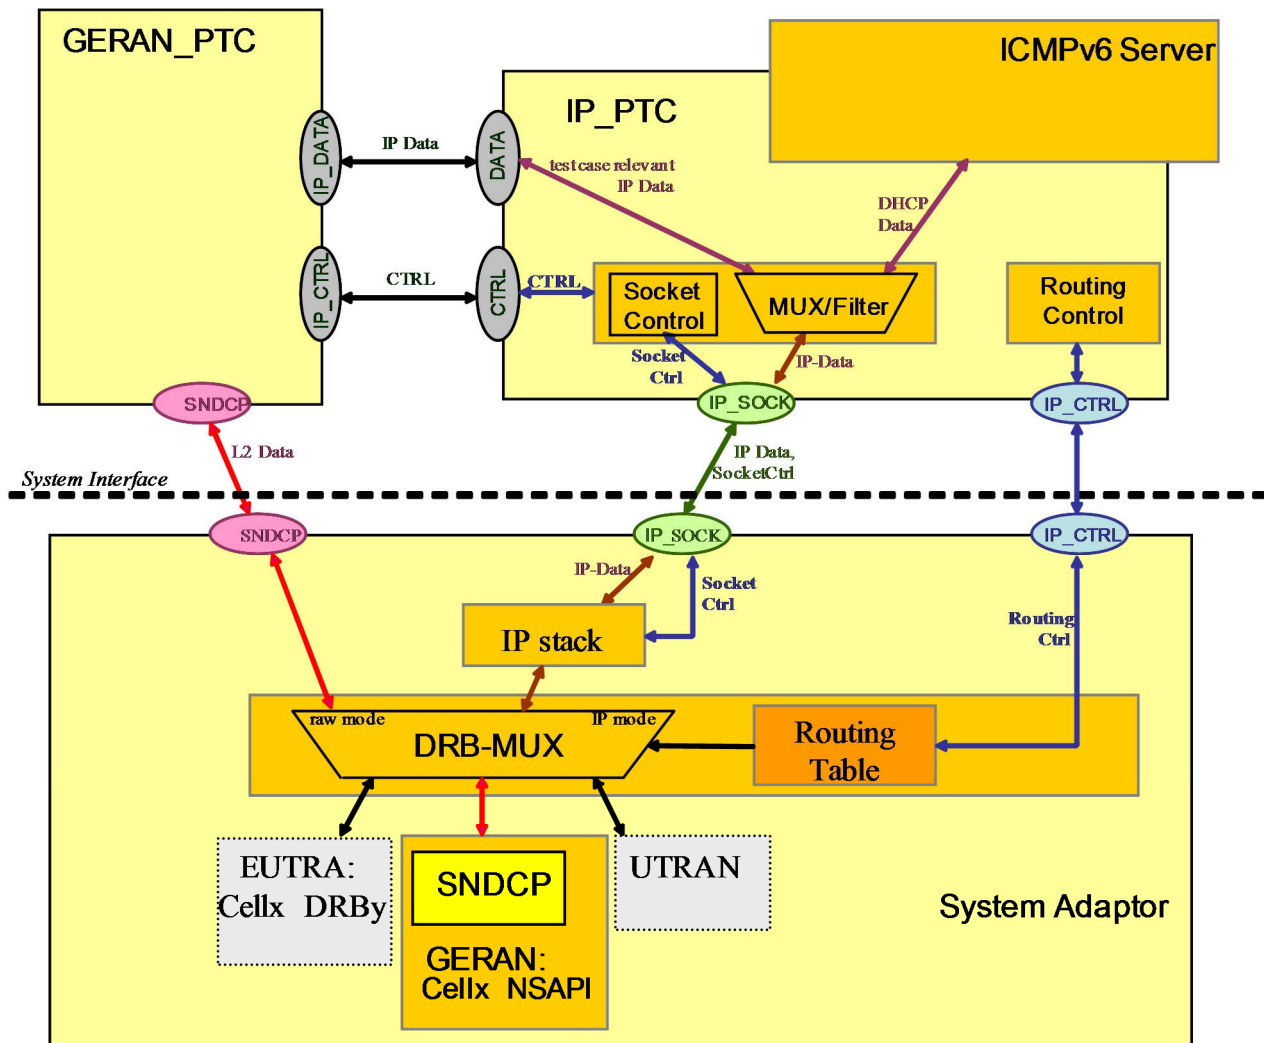 GERAN_PTC
ICMPv6 Server
IP_PTC
IP_DATA
IP Data
DATA
testcase relevant
IP Data
DHCP
Data
IP_CTRL
CTRL
CTRL
CTRL
Socket
Control
MUX/Filter
Routing
Control
Socket
Ctrl
IP-Data
SNDCP
IP_SOCK
IP_CTRL
L2 Data
IP Data,
SocketCtrl
System Interface
SNDCP
IP_SOCK
IP_CTRL
IP-Data
Socket
Ctrl
IP stack
Routing
Ctrl
raw mode
IP mode
DRB-MUX
Routing
Table
EUTRA:
Cellx DRBy
SNDCP
GERAN:
Cellx NSAPI
UTRAN
System Adaptor